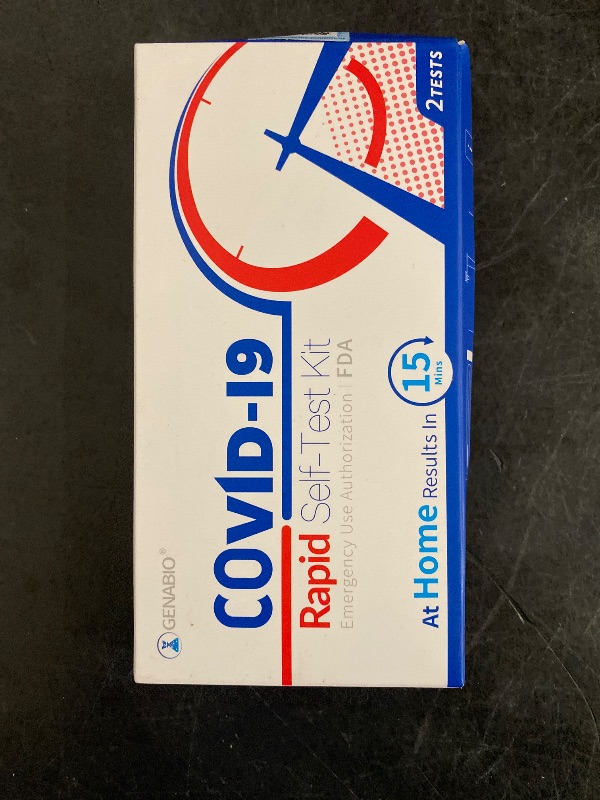 GENABIO®
COVID-19
Rapid Self-Test Kit
Emergency Use Authorization | FDA
At Home Results In 15 Mins
2 TESTS